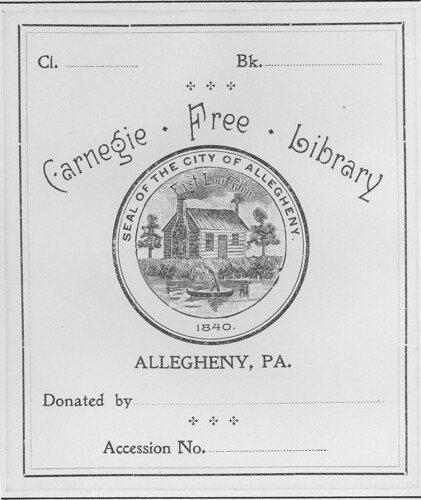 Cl. ........................ Bk. ........................
Carnegie · Free · Library
SEAL OF THE CITY OF ALLEGHENY.
First Log Cabin
1840.
ALLEGHENY, PA.
Donated by ........................
Accession No. ........................